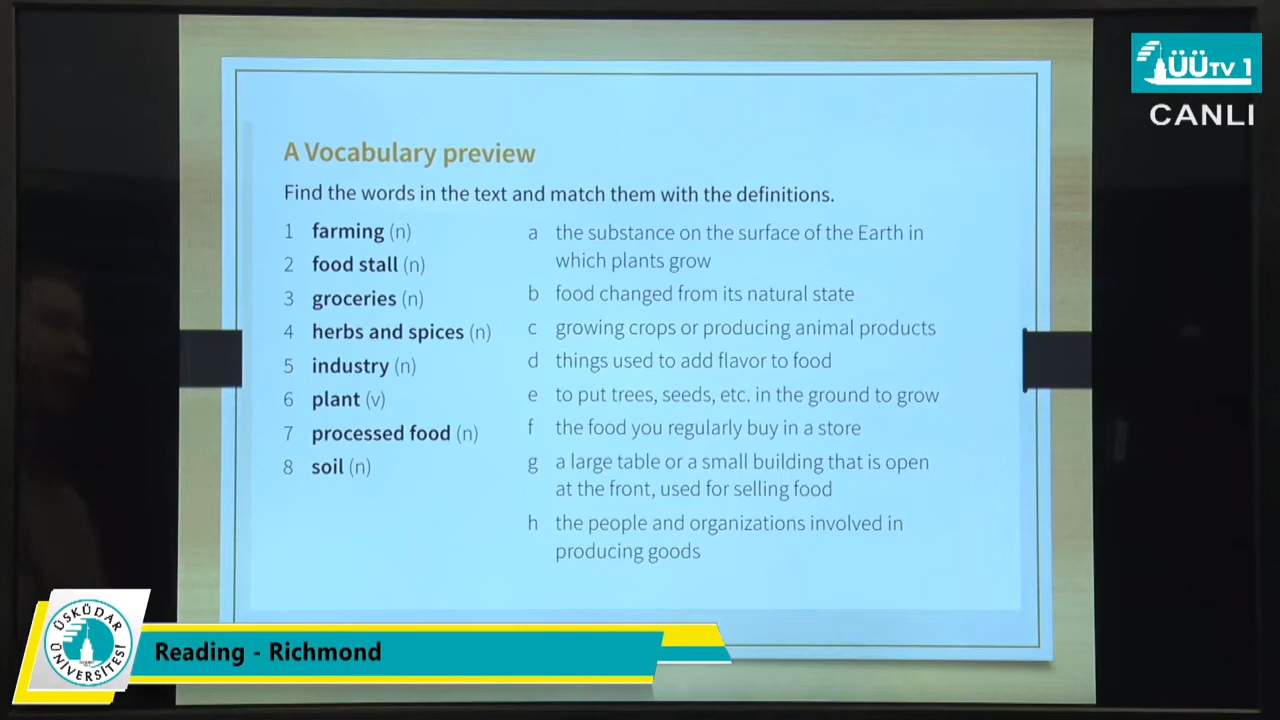 ÜÜTV 1
CANLI
A Vocabulary preview
Find the words in the text and match them with the definitions.
1 farming (n)
2 food stall (n)
3 groceries (n)
4 herbs and spices (n)
5 industry (n)
6 plant (v)
7 processed food (n)
8 soil (n)
a the substance on the surface of the Earth in
which plants grow
b food changed from its natural state
c growing crops or producing animal products
d things used to add flavor to food
e to put trees, seeds, etc. in the ground to grow
f the food you regularly buy in a store
g a large table or a small building that is open
at the front, used for selling food
h the people and organizations involved in
producing goods
ÜSKÜDAR
ÜNİVERSİTESİ
Reading - Richmond